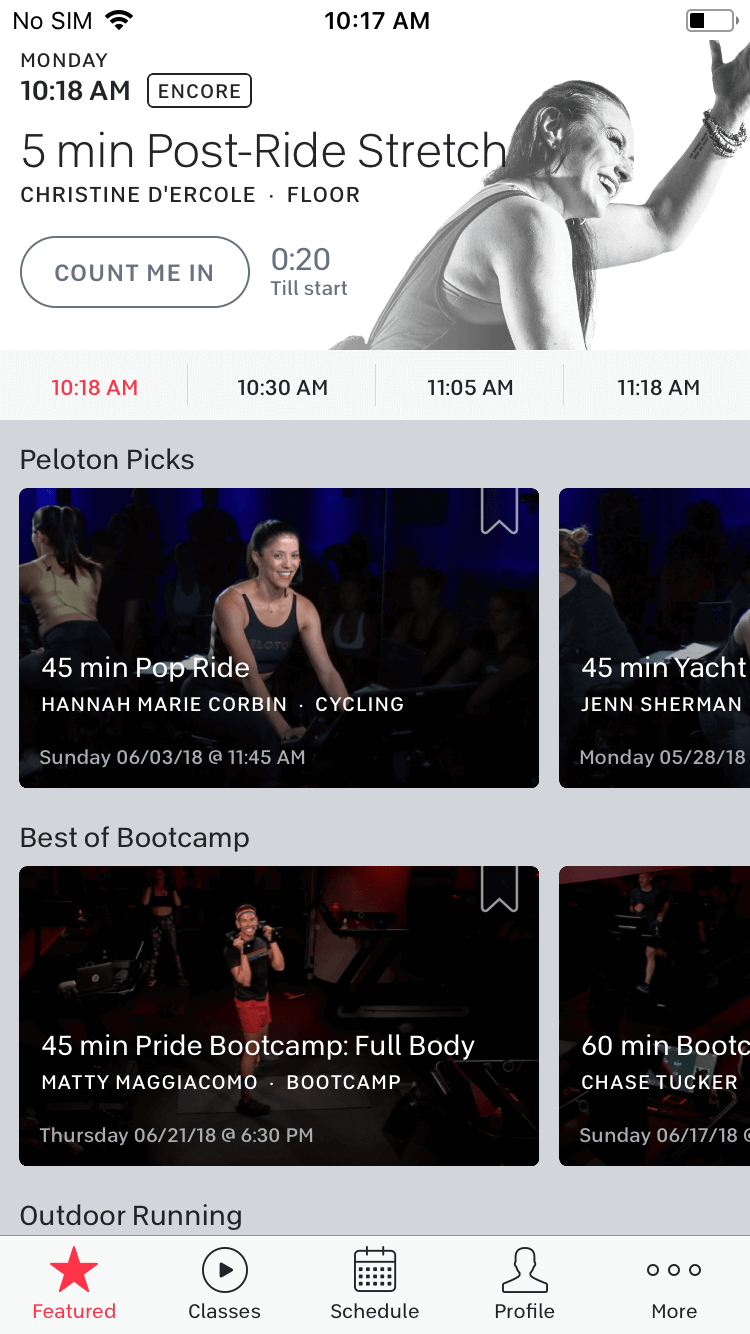 No SIM 10:17 AM
MONDAY
10:18 AM ENCORE
5 min Post-Ride Stretch
CHRISTINE D'ERCOLE · FLOOR
COUNT ME IN
0:20
Till start
10:18 AM 10:30 AM 11:05 AM 11:18 AM
Peloton Picks
45 min Pop Ride
HANNAH MARIE CORBIN · CYCLING
Sunday 06/03/18 @ 11:45 AM
45 min Yacht
JENN SHERMAN
Monday 05/28/18
Best of Bootcamp
45 min Pride Bootcamp: Full Body
MATTY MAGGIACOMO · BOOTCAMP
Thursday 06/21/18 @ 6:30 PM
60 min Bootc
CHASE TUCKER
Sunday 06/17/18 @
Outdoor Running
Featured Classes Schedule Profile More